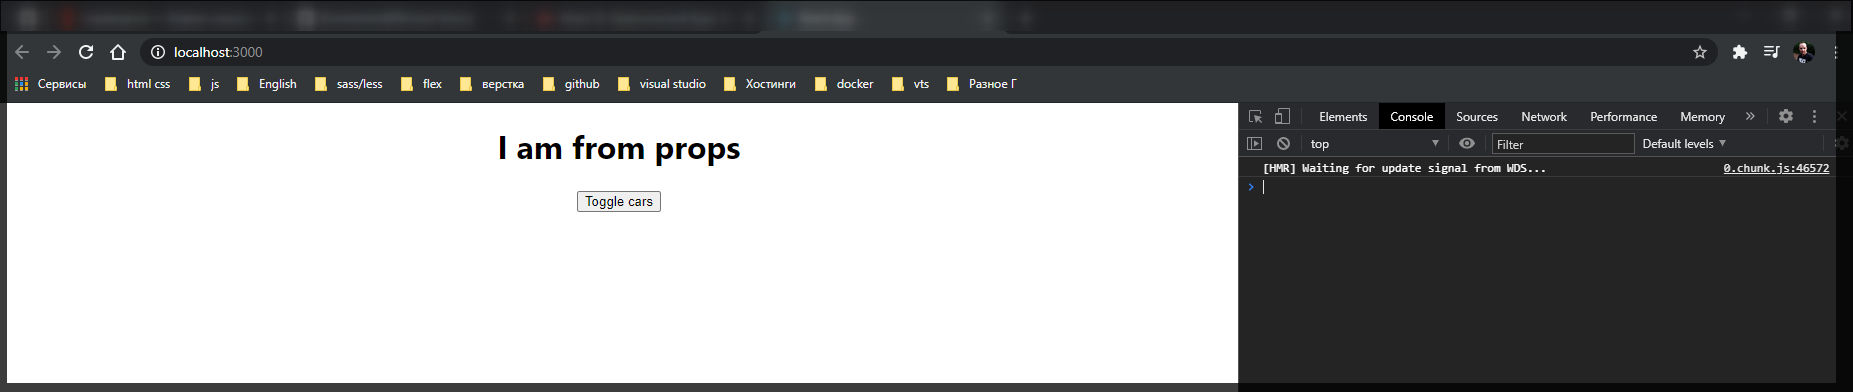 localhost:3000
Сервисы html css js English sass/less flex верстка github visual studio Хостинги docker vts Разное Г
I am from props
Toggle cars
Elements Console Sources Network Performance Memory »
top Filter Default levels
[HMR] Waiting for update signal from WDS... 0.chunk.js:46572